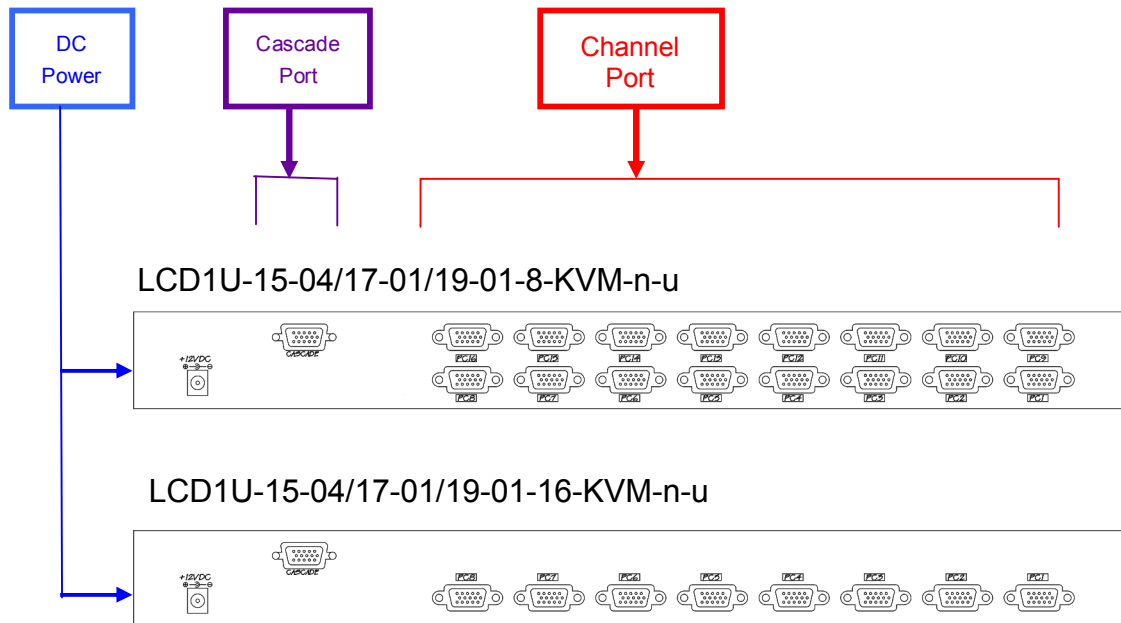 DC
Power
Cascade
Port
Channel
Port
LCD1U-15-04/17-01/19-01-8-KVM-n-u
+12VDC
CASCADE
PC16 PC15 PC14 PC13 PC12 PC11 PC10 PC9
PC8 PC7 PC6 PC5 PC4 PC3 PC2 PC1
LCD1U-15-04/17-01/19-01-16-KVM-n-u
+12VDC
CASCADE
PC8 PC7 PC6 PC5 PC4 PC3 PC2 PC1